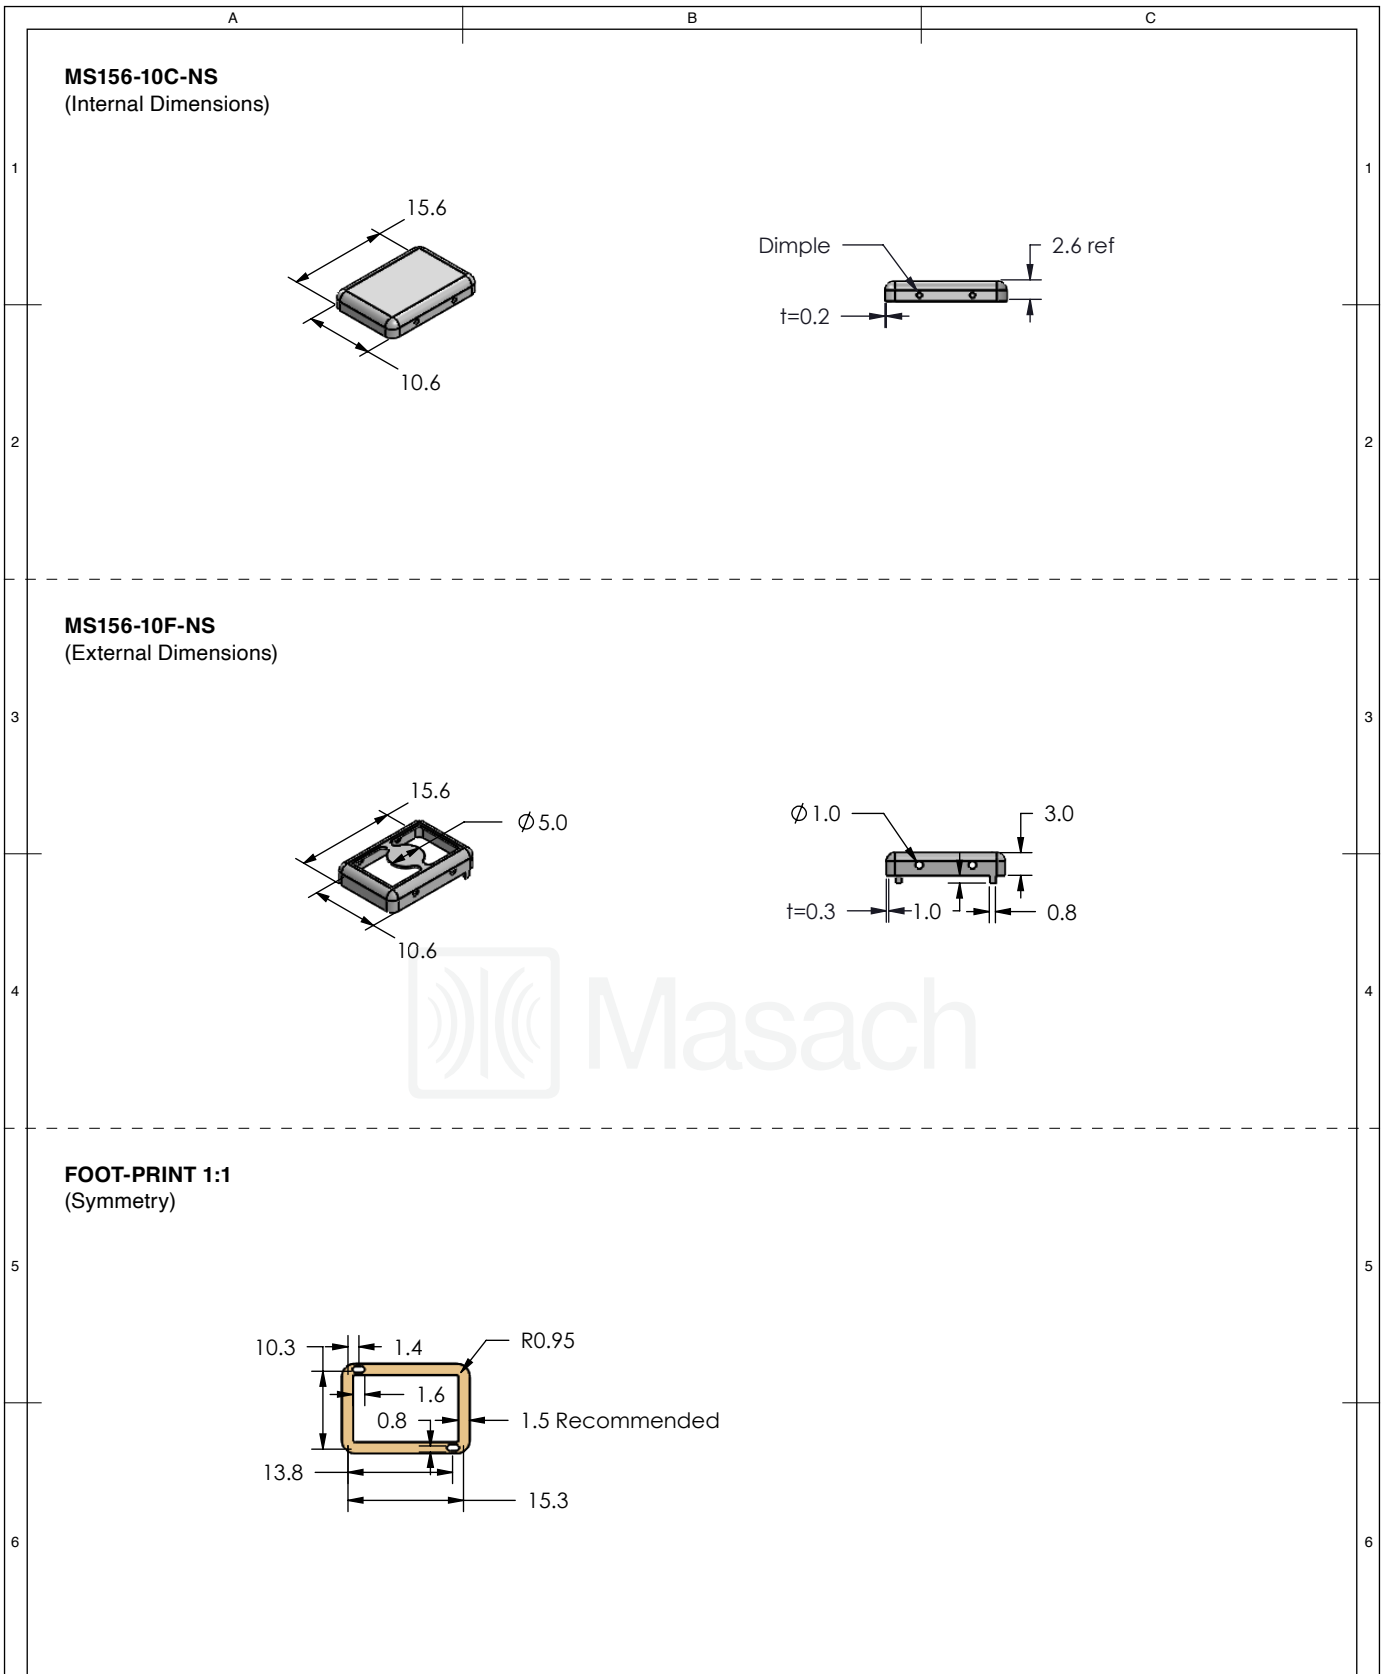 A B C
MS156-10C-NS
(Internal Dimensions)
1 1
15.6
Dimple 2.6 ref
t=0.2
10.6
2 2
MS156-10F-NS
(External Dimensions)
3 3
15.6
Ø5.0
Ø1.0 3.0
t=0.3 1.0 0.8
10.6
Masach
4 4
FOOT-PRINT 1:1
(Symmetry)
5 5
10.3 1.4 R0.95
1.6
0.8 1.5 Recommended
13.8
15.3
6 6